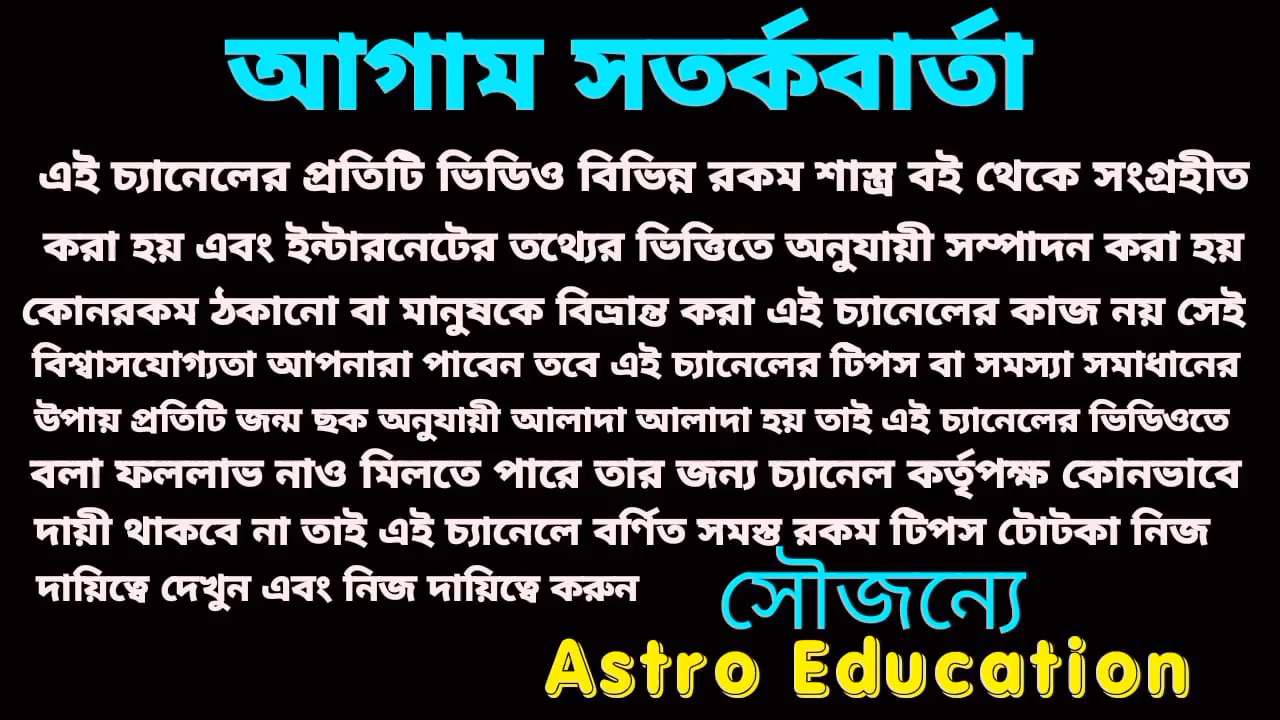 আগাম সতর্কবার্তা
এই চ্যানেলের প্রতিটি ভিডিও বিভিন্ন রকম শাস্ত্র বই থেকে সংগ্রহীত
করা হয় এবং ইন্টারনেটের তথ্যের ভিত্তিতে অনুযায়ী সম্পাদন করা হয়
কোনরকম ঠকানো বা মানুষকে বিভ্রান্ত করা এই চ্যানেলের কাজ নয় সেই
বিশ্বাসযোগ্যতা আপনারা পাবেন তবে এই চ্যানেলের টিপস বা সমস্যা সমাধানের
উপায় প্রতিটি জন্ম ছক অনুযায়ী আলাদা আলাদা হয় তাই এই চ্যানেলের ভিডিওতে
বলা ফললাভ নাও মিলতে পারে তার জন্য চ্যানেল কর্তৃপক্ষ কোনভাবে
দায়ী থাকবে না তাই এই চ্যানেলে বর্ণিত সমস্ত রকম টিপস টোটকা নিজ
দায়িত্বে দেখুন এবং নিজ দায়িত্বে করুন
সৌজন্যে
Astro Education